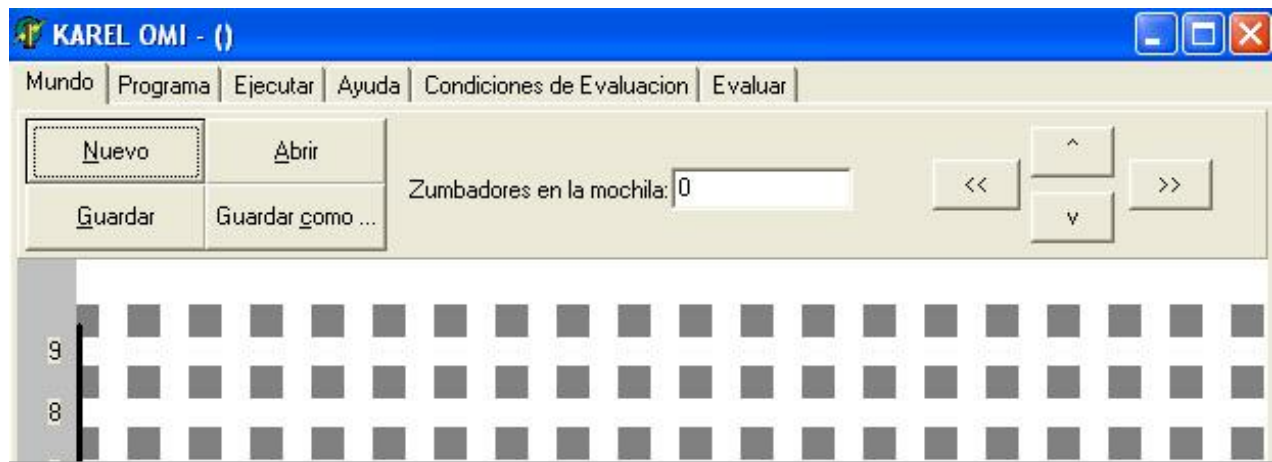 KAREL OMI - ()
Mundo Programa Ejecutar Ayuda Condiciones de Evaluacion Evaluar
Nuevo Abrir
Guardar Guardar como ...
Zumbadores en la mochila: 0
^
<< >>
v
9
8